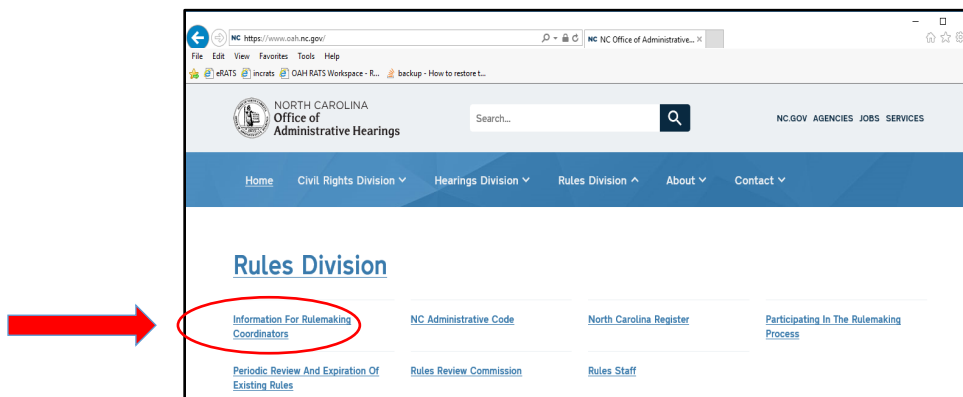 NC https://www.oah.nc.gov/
NC NC Office of Administrative... ×
File Edit View Favorites Tools Help
eRATS incrats OAH RATS Workspace - R... backup - How to restore t...
NORTH CAROLINA
Office of
Administrative Hearings
Search...
NC.GOV AGENCIES JOBS SERVICES
Home Civil Rights Division Hearings Division Rules Division About Contact
Rules Division
Information For Rulemaking
Coordinators
NC Administrative Code
North Carolina Register
Participating In The Rulemaking
Process
Periodic Review And Expiration Of
Existing Rules
Rules Review Commission
Rules Staff